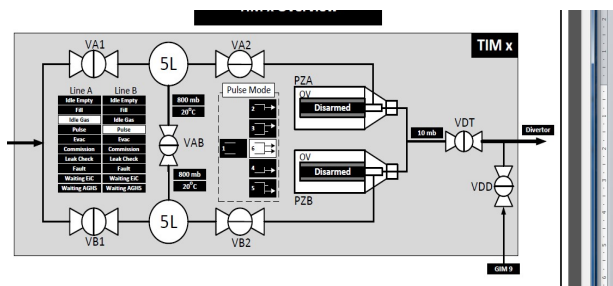 TIM x
VA1
5L
VA2
PZA
OV
Disarmed
Line A Line B
Idle Empty Idle Empty
Fill Fill
Idle Gas Idle Gas
Pulse Pulse
Evac Evac
Commission Commission
Leak Check Leak Check
Fault Fault
Waiting EiC Waiting EiC
Waiting AGHS Waiting AGHS
800 mb
20°C
VAB
800 mb
20°C
Pulse Mode
2
3
1
6
4
5
10 mb
VDT
Divertor
OV
Disarmed
PZB
VDD
VB1
5L
VB2
GIM 9